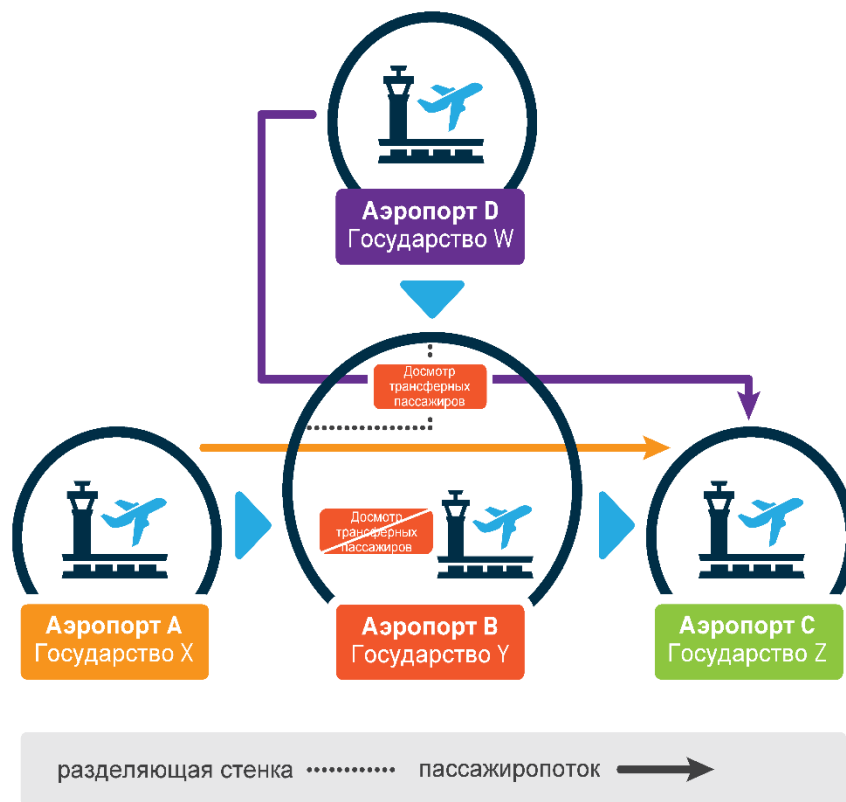 Аэропорт D
Государство W
Досмотр
трансферных
пассажиров
Досмотр
трансферных
пассажиров
Аэропорт A
Государство X
Аэропорт B
Государство Y
Аэропорт C
Государство Z
разделяющая стенка
пассажиропоток